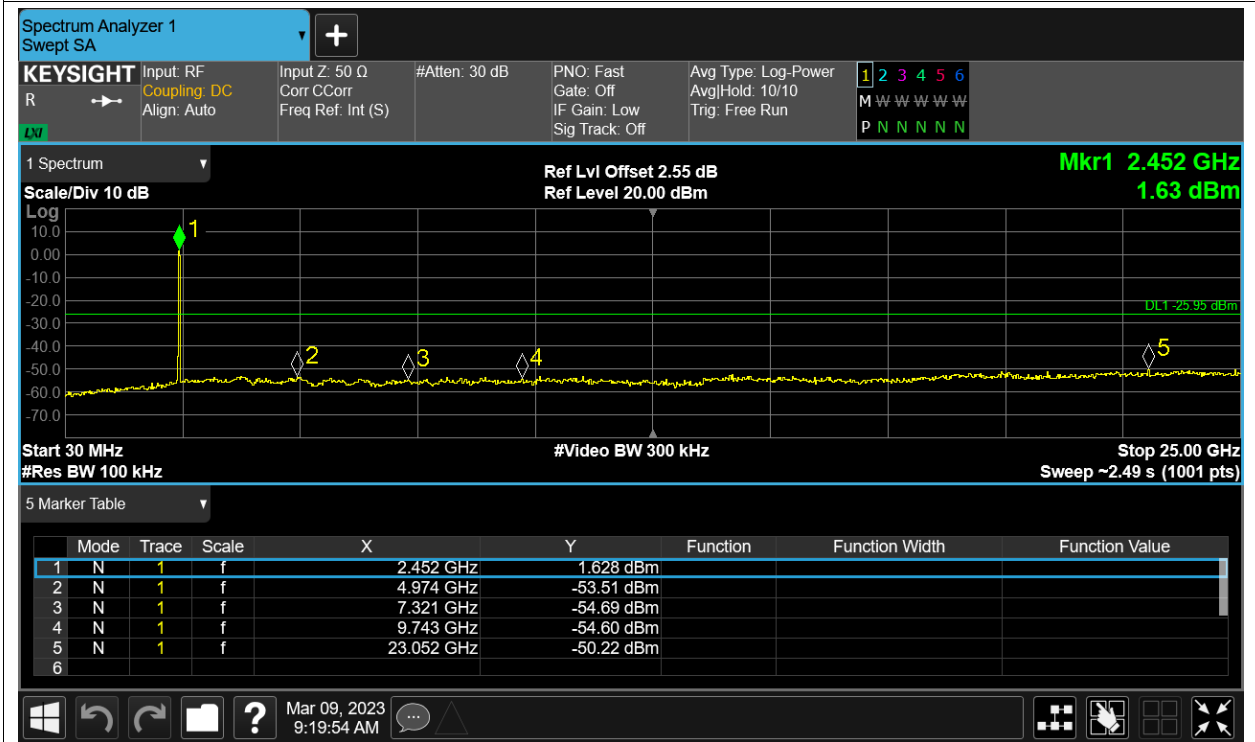 Spectrum Analyzer 1
Swept SA
+
KEYSIGHT
R
LXI
Input: RF
Coupling: DC
Align: Auto
Input Z: 50 Ω
Corr CCorr
Freq Ref: Int (S)
#Atten: 30 dB
PNO: Fast
Gate: Off
IF Gain: Low
Sig Track: Off
Avg Type: Log-Power
Avg|Hold: 10/10
Trig: Free Run
1 2 3 4 5 6
M W W W W W
P N N N N N
1 Spectrum
Scale/Div 10 dB
Ref Lvl Offset 2.55 dB
Ref Level 20.00 dBm
Mkr1 2.452 GHz
1.63 dBm
Log
10.0
0.00
-10.0
-20.0
-30.0
-40.0
-50.0
-60.0
-70.0
1
2
3
4
5
DL1 -25.95 dBm
Start 30 MHz
#Res BW 100 kHz
#Video BW 300 kHz
Stop 25.00 GHz
Sweep ~2.49 s (1001 pts)
5 Marker Table
Mode Trace Scale X Y Function Function Width Function Value
1 N 1 f 2.452 GHz 1.628 dBm
2 N 1 f 4.974 GHz -53.51 dBm
3 N 1 f 7.321 GHz -54.69 dBm
4 N 1 f 9.743 GHz -54.60 dBm
5 N 1 f 23.052 GHz -50.22 dBm
6
?
Mar 09, 2023
9:19:54 AM